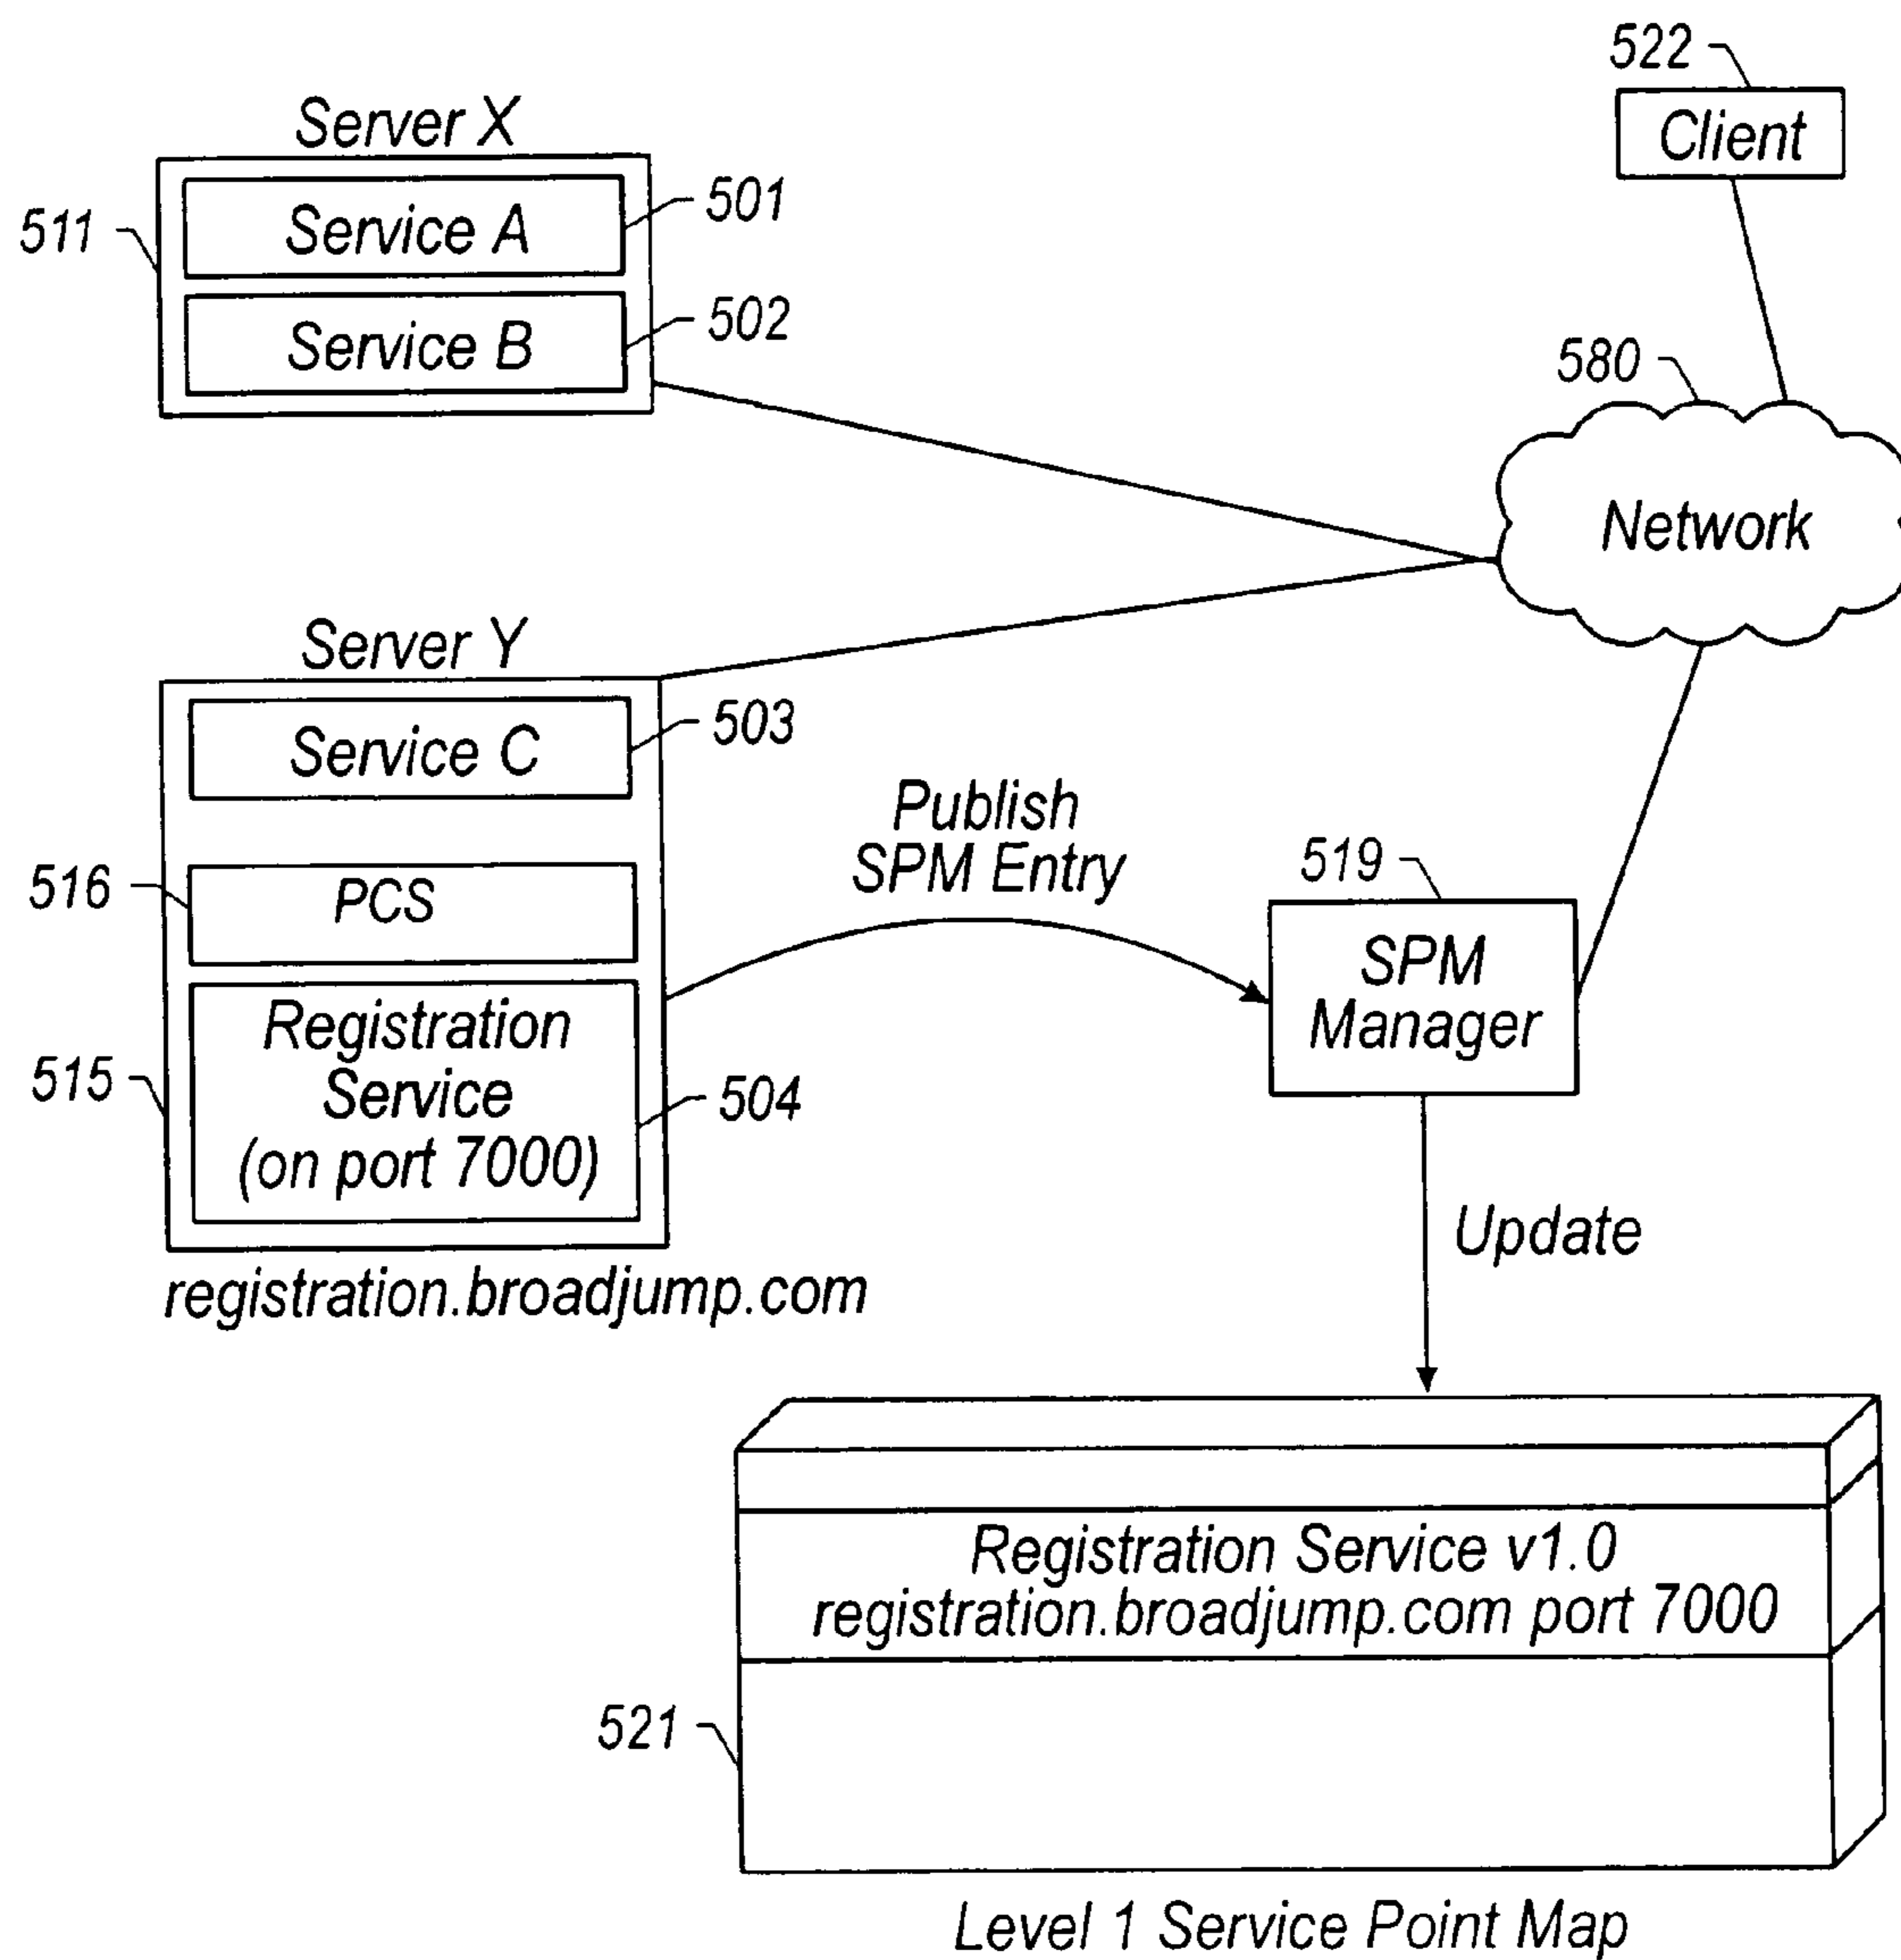 522
Client
Server X
511
Service A
501
Service B
502
580
Network
Server Y
Service C
503
Publish
SPM Entry
516
PCS
519
SPM
Manager
515
Registration
Service
(on port 7000)
504
Update
registration.broadjump.com
Registration Service v1.0
registration.broadjump.com port 7000
521
Level 1 Service Point Map